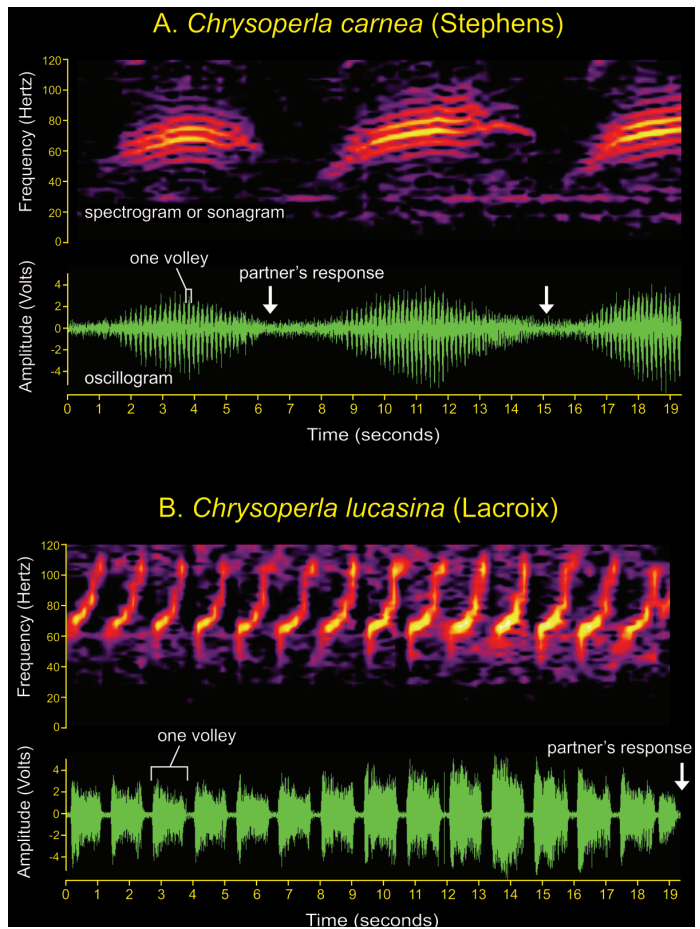 A. Chrysoperla carnea (Stephens)
Frequency (Hertz)
120
100
80
60
40
20
0
spectrogram or sonagram
one volley
partner's response
Amplitude (Volts)
4
2
0
-2
-4
oscillogram
0 1 2 3 4 5 6 7 8 9 10 11 12 13 14 15 16 17 18 19
Time (seconds)
B. Chrysoperla lucasina (Lacroix)
Frequency (Hertz)
120
100
80
60
40
20
0
one volley
partner's response
Amplitude (Volts)
4
2
0
-2
-4
0 1 2 3 4 5 6 7 8 9 10 11 12 13 14 15 16 17 18 19
Time (seconds)